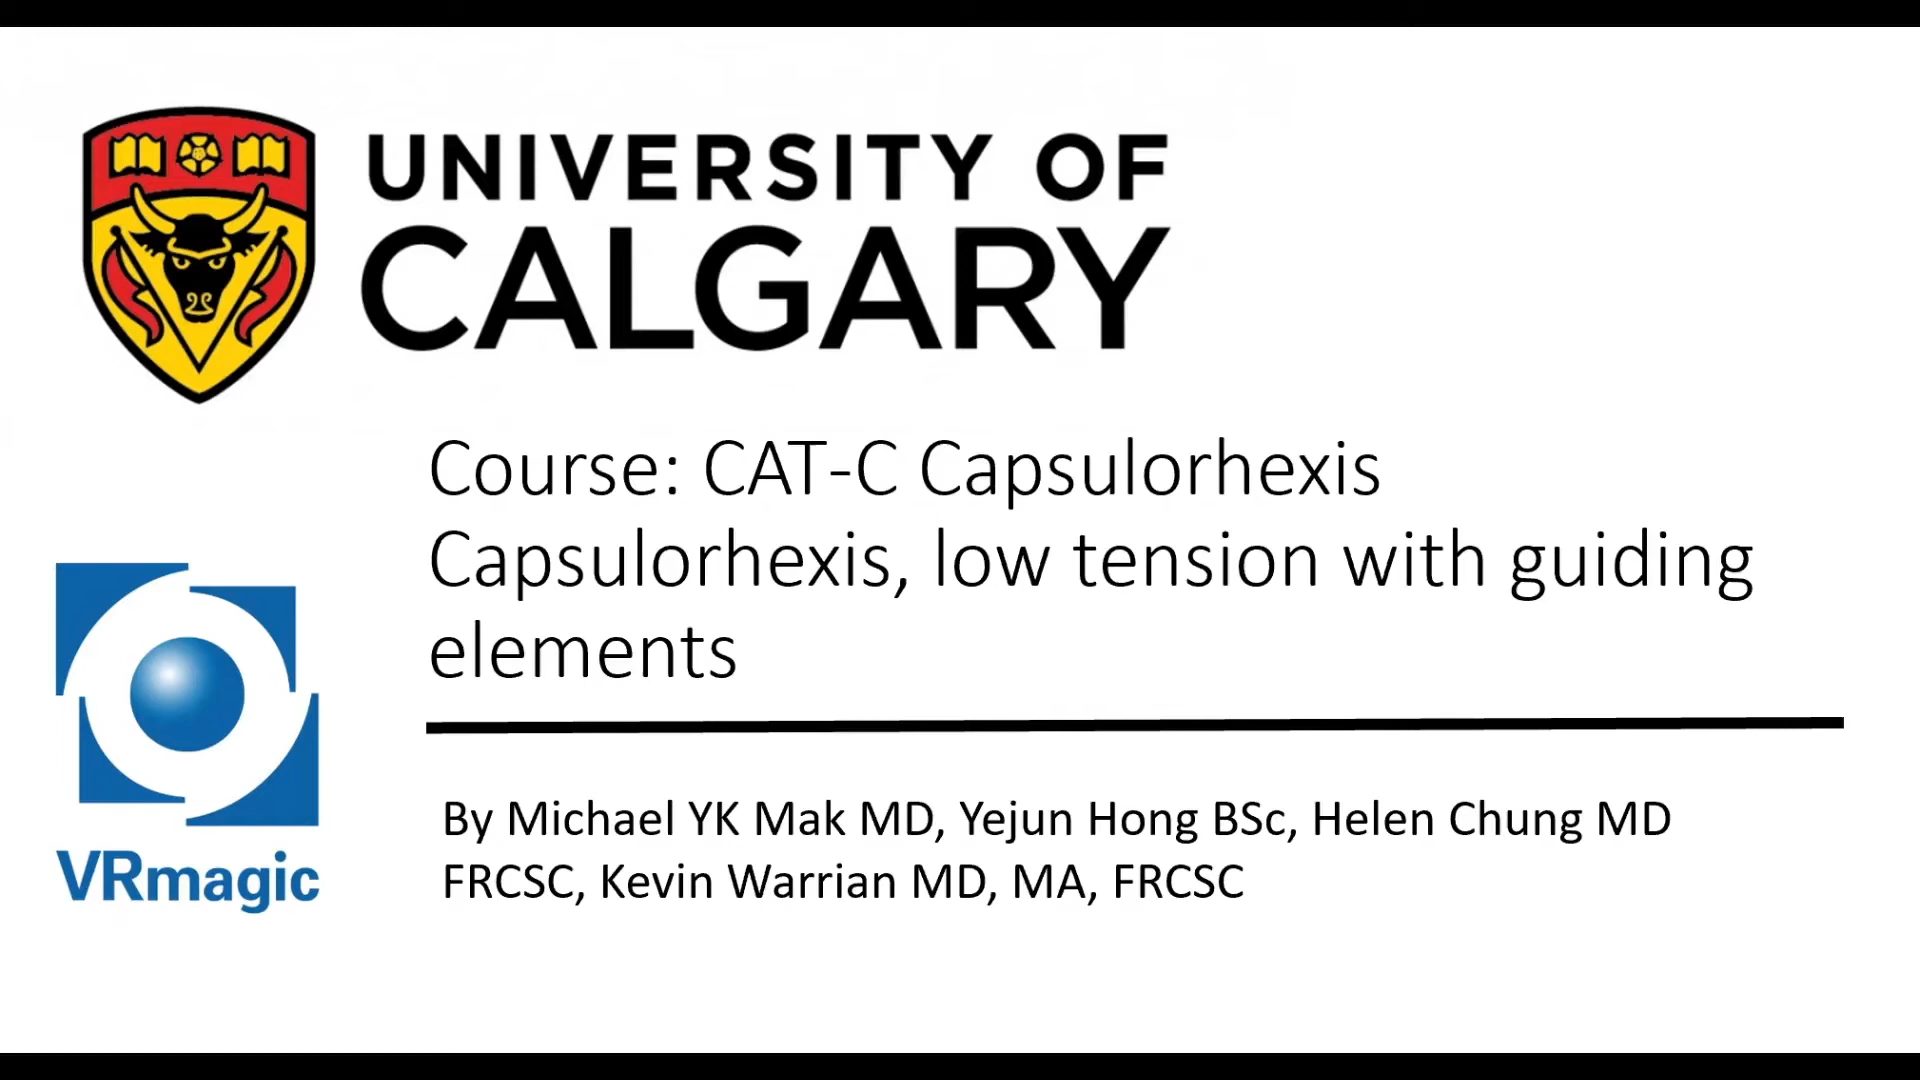 UNIVERSITY OF
CALGARY
Course: CAT-C Capsulorhexis
Capsulorhexis, low tension with guiding
elements
VRmagic
By Michael YK Mak MD, Yejun Hong BSc, Helen Chung MD
FRCSC, Kevin Warrian MD, MA, FRCSC